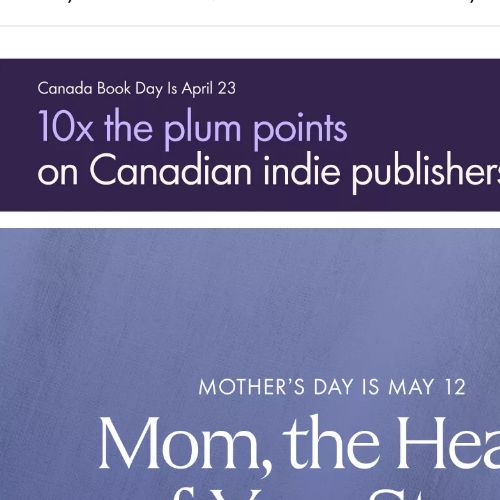 Canada Book Day Is April 23
10x the plum points
on Canadian indie publishers
MOTHER'S DAY IS MAY 12
Mom, the